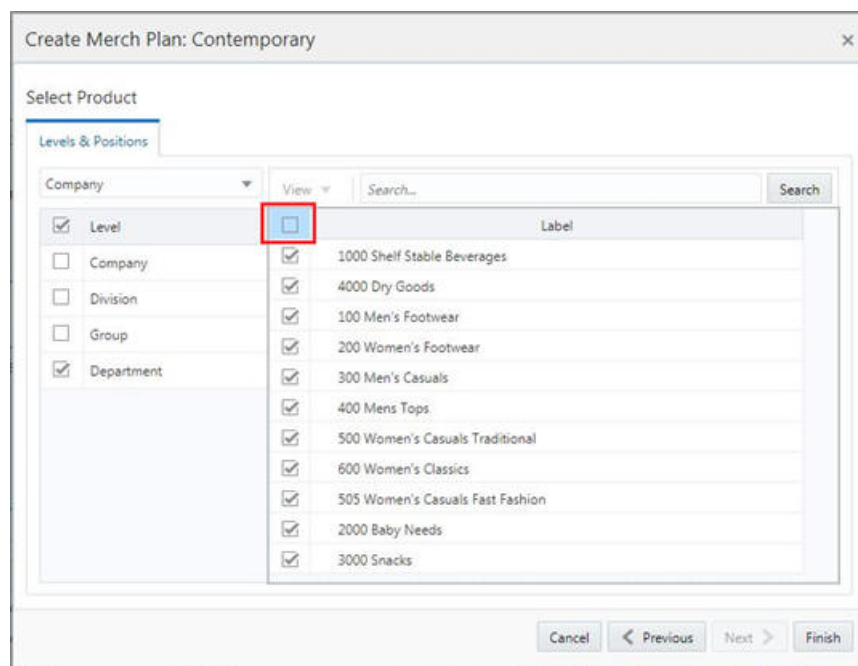 Create Merch Plan: Contemporary
Select Product
Levels & Positions
Company
View
Search...
Search
Level
Label
Company
Division
Group
Department
1000 Shelf Stable Beverages
4000 Dry Goods
100 Men's Footwear
200 Women's Footwear
300 Men's Casuals
400 Mens Tops
500 Women's Casuals Traditional
600 Women's Classics
505 Women's Casuals Fast Fashion
2000 Baby Needs
3000 Snacks
Cancel
Previous
Next
Finish